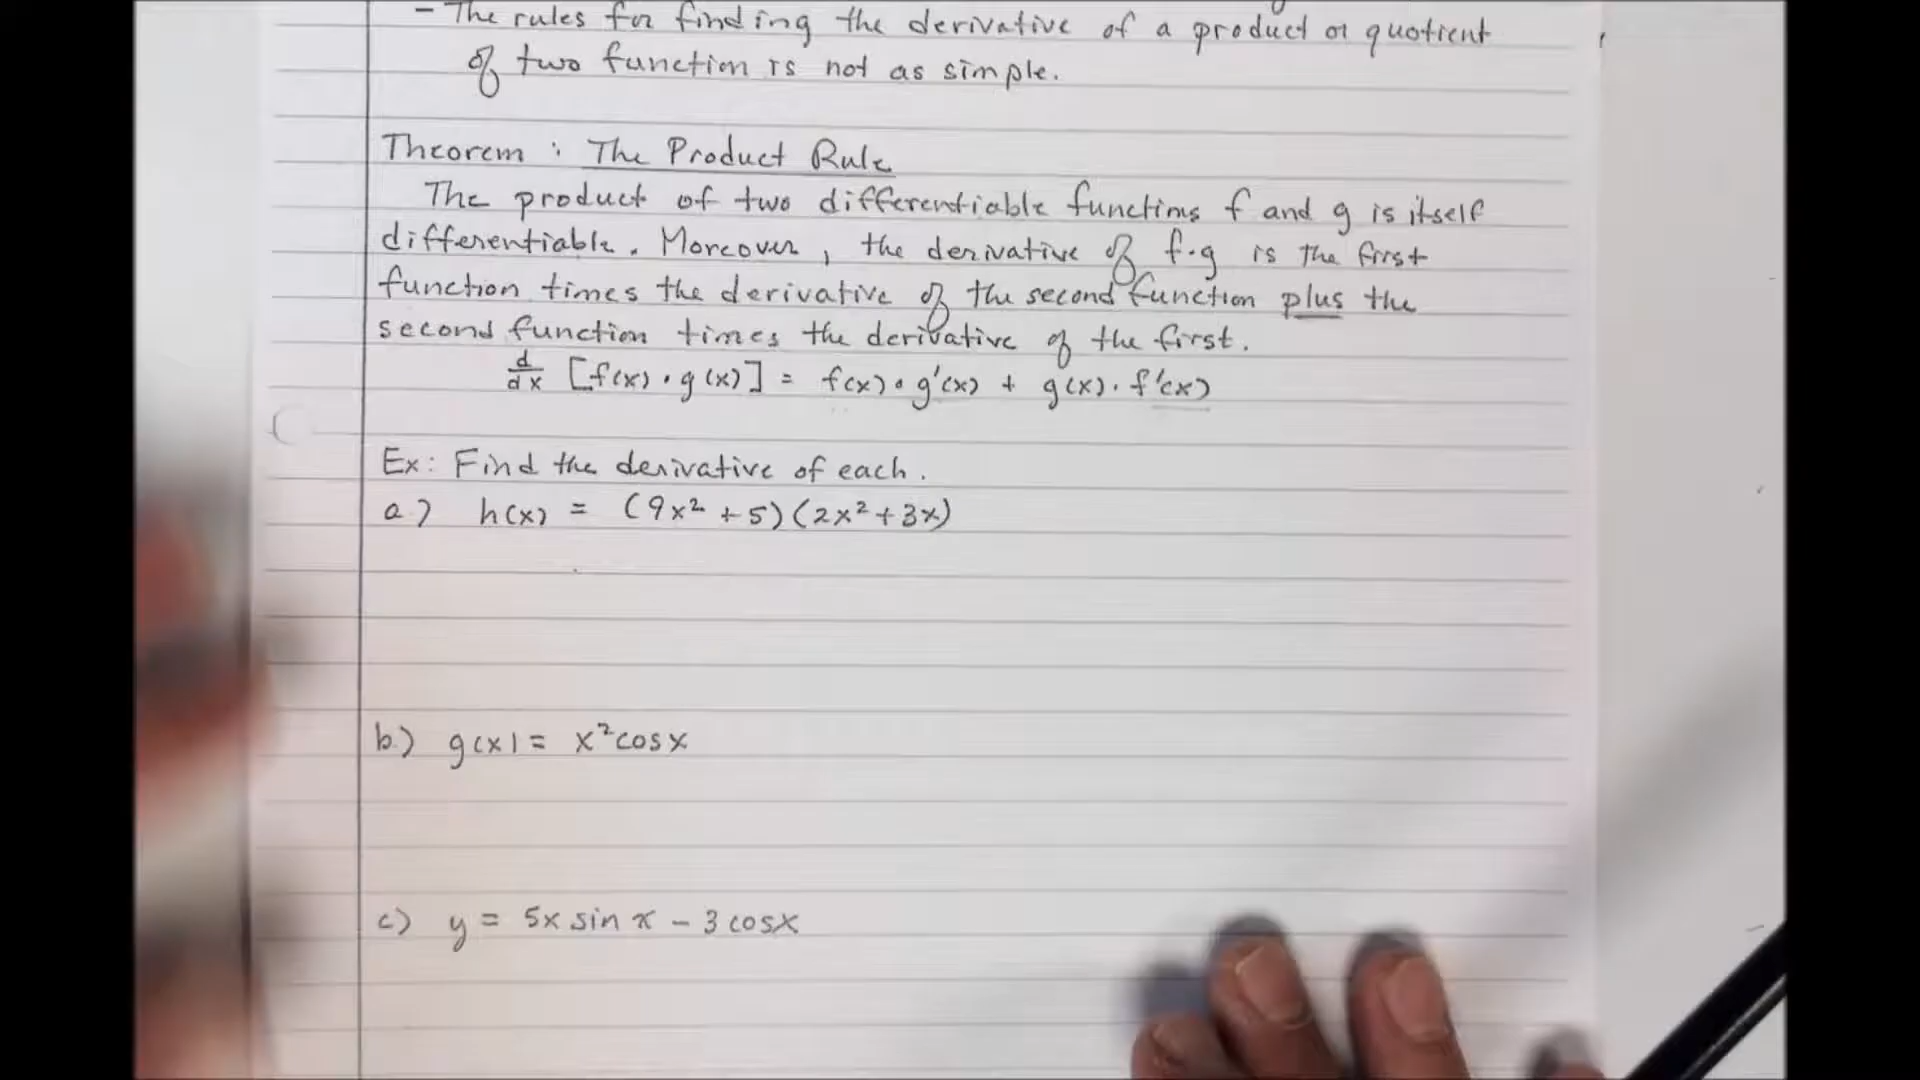 - The rules for finding the derivative of a product or quotient
of two function is not as simple.
Theorem : The Product Rule
The product of two differentiable functions f and g is itself
differentiable. Moreover, the derivative of f·g is the first
function times the derivative of the second function plus the
second function times the derivative of the first.
d/dx [f(x) · g(x)] = f(x) · g'(x) + g(x) · f'(x)
Ex: Find the derivative of each.
a.) h(x) = (9x² + 5)(2x² + 3x)
b.) g(x) = x² cos x
c.) y = 5x sin x - 3 cos x